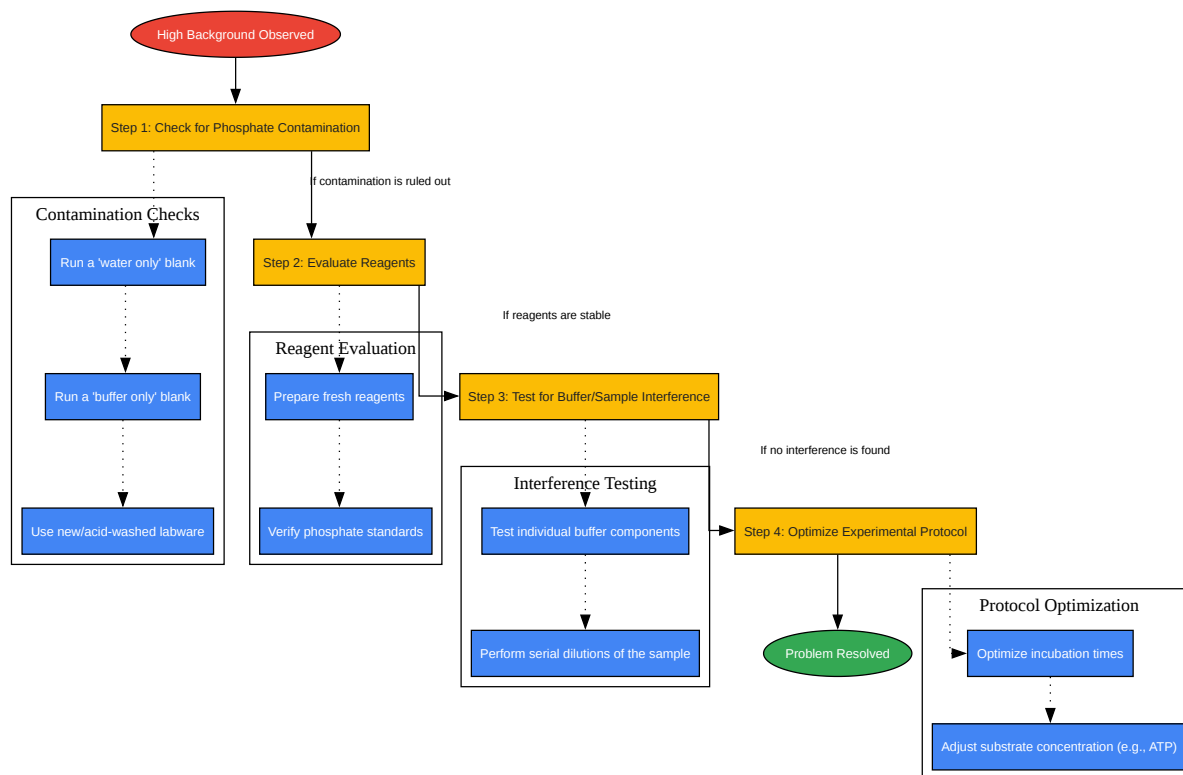 High Background Observed
Step 1: Check for Phosphate Contamination
If contamination is ruled out
Contamination Checks
Run a 'water only' blank
Step 2: Evaluate Reagents
If reagents are stable
Reagent Evaluation
Run a 'buffer only' blank
Prepare fresh reagents
Step 3: Test for Buffer/Sample Interference
If no interference is found
Interference Testing
Use new/acid-washed labware
Verify phosphate standards
Test individual buffer components
Step 4: Optimize Experimental Protocol
Protocol Optimization
Perform serial dilutions of the sample
Problem Resolved
Optimize incubation times
Adjust substrate concentration (e.g., ATP)